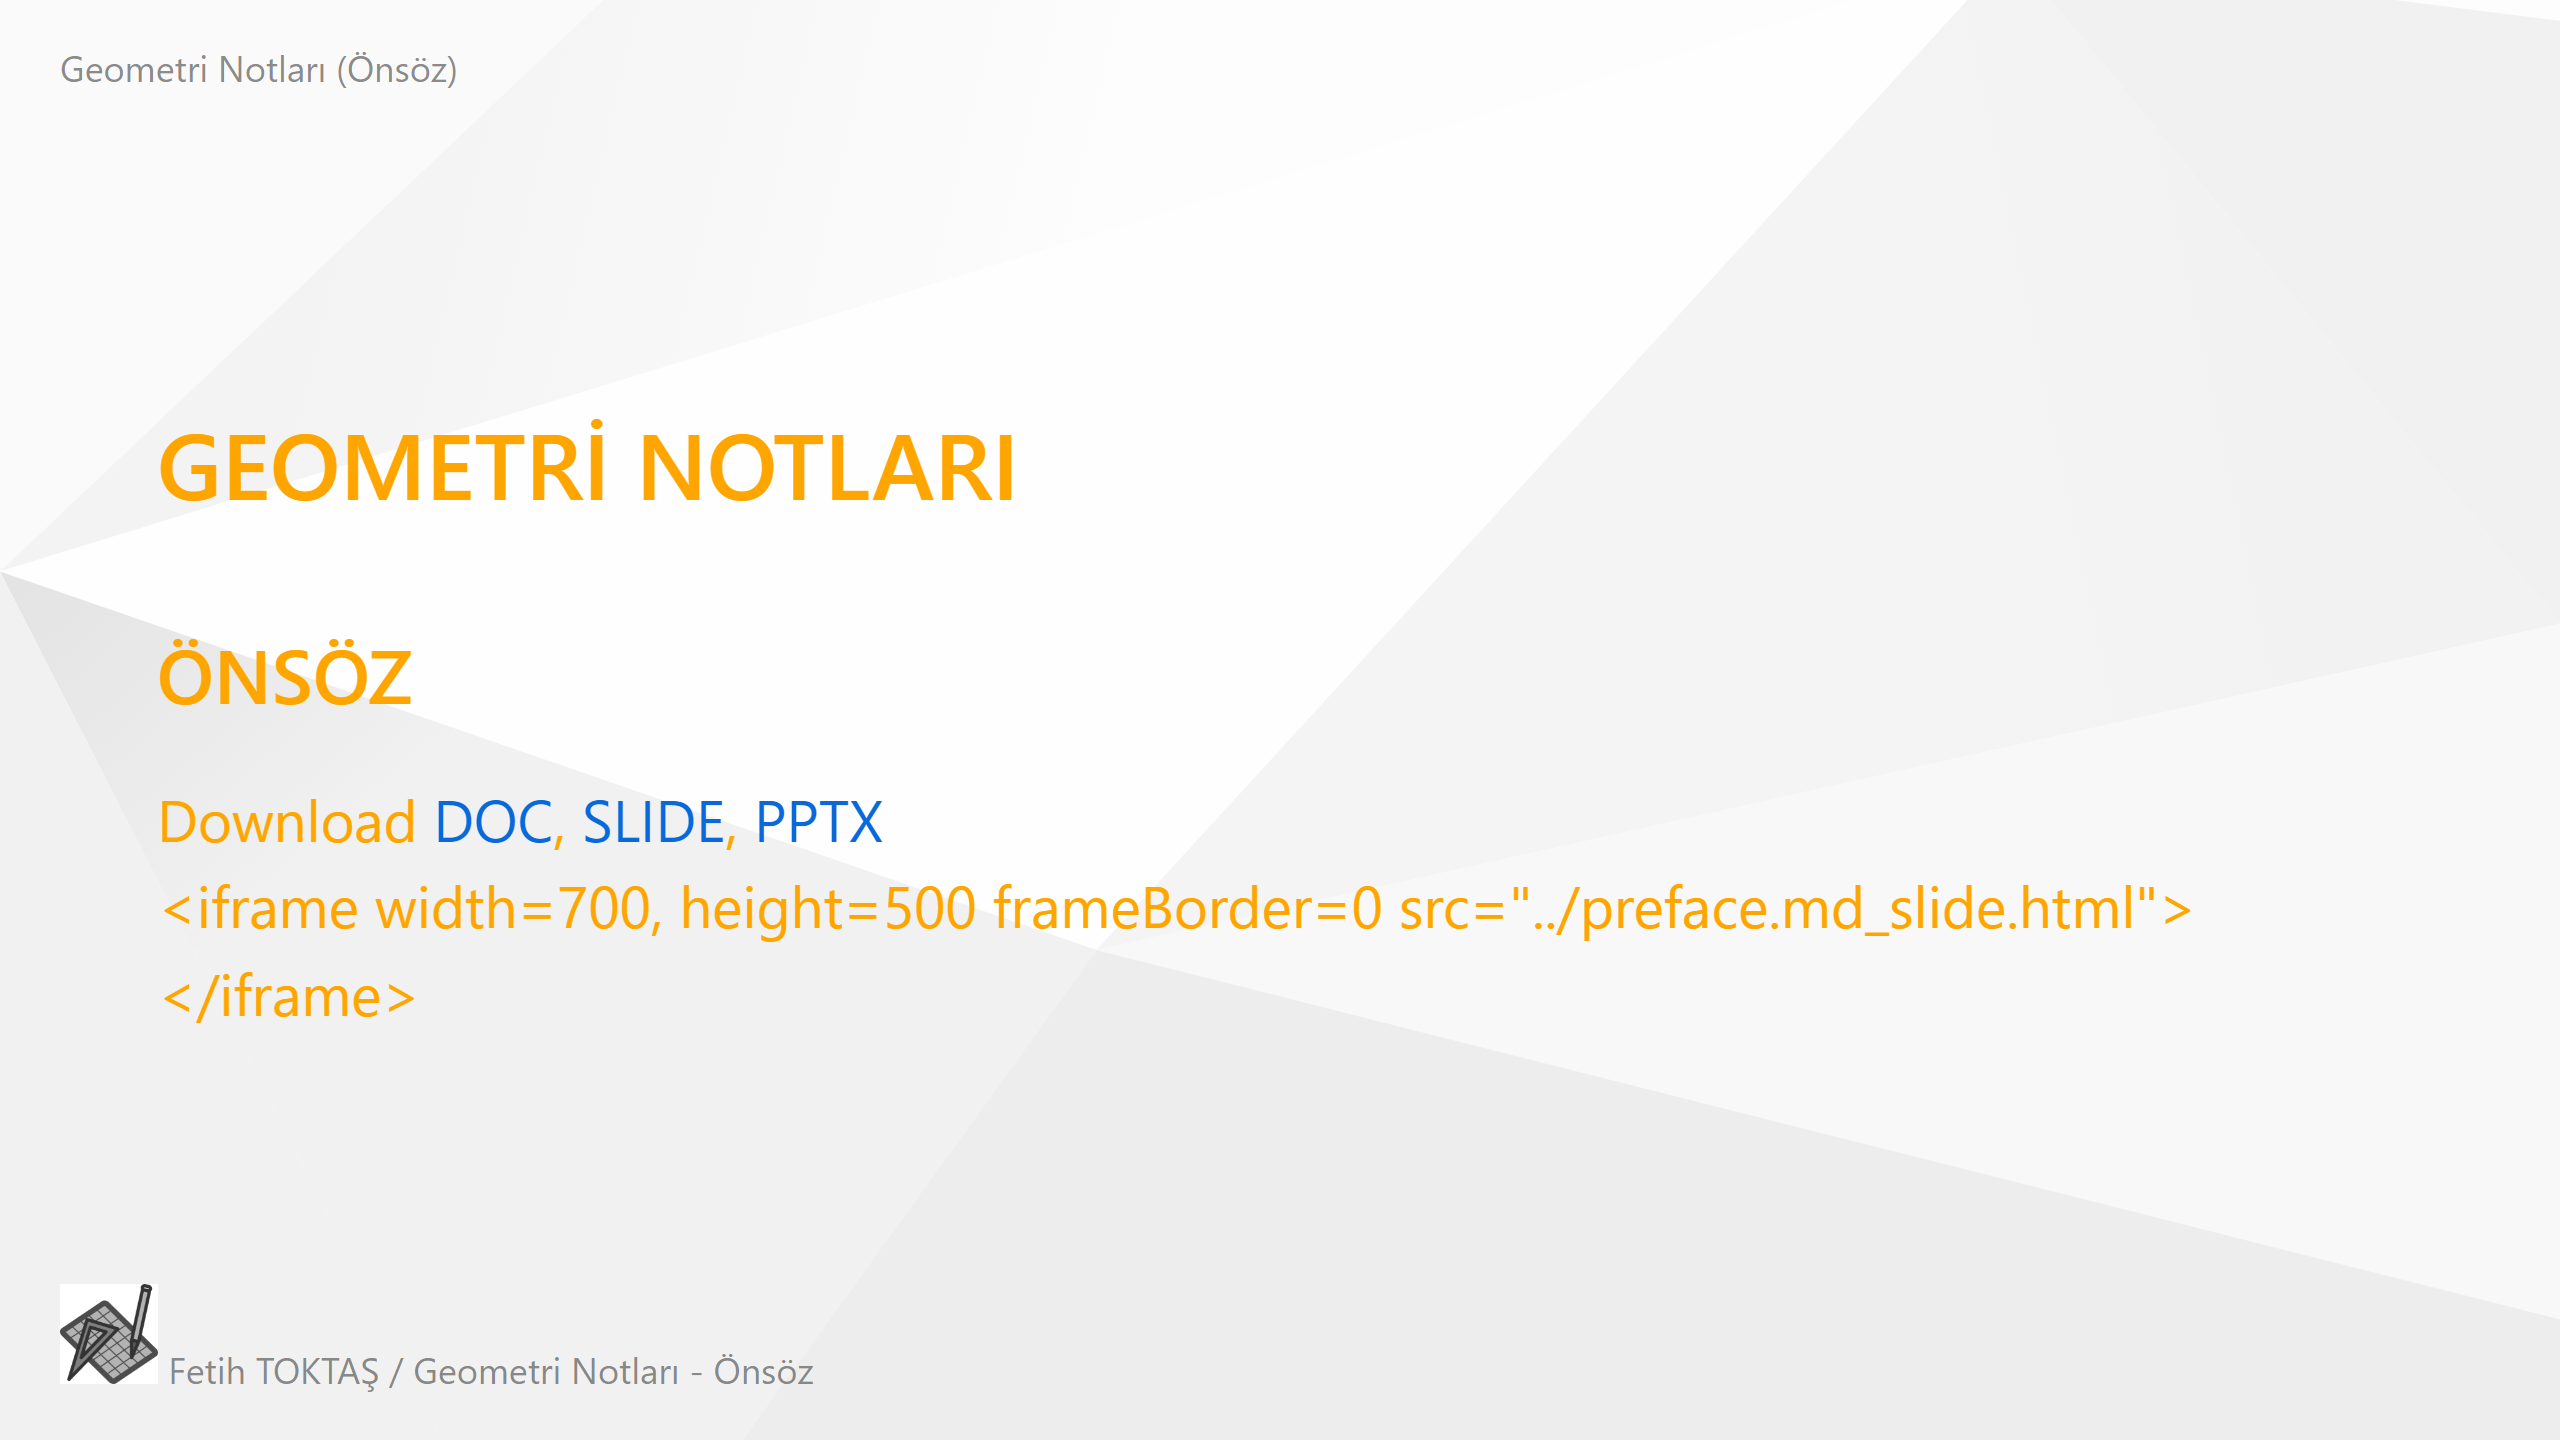 Geometri Notları (Önsöz)
GEOMETRİ NOTLARI
ÖNSÖZ
Download DOC, SLIDE, PPTX
<iframe width=700, height=500 frameBorder=0 src="../preface.md_slide.html">
</iframe>
Fetih TOKTAŞ / Geometri Notları - Önsöz